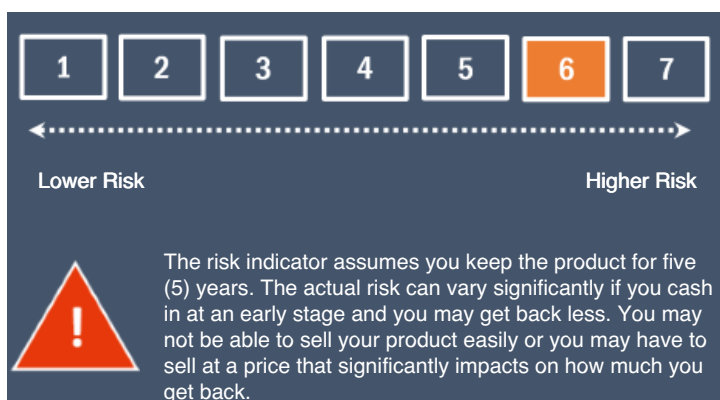 1 2 3 4 5 6 7
Lower Risk Higher Risk
!
The risk indicator assumes you keep the product for five
(5) years. The actual risk can vary significantly if you cash
in at an early stage and you may get back less. You may
not be able to sell your product easily or you may have to
sell at a price that significantly impacts on how much you
get back.